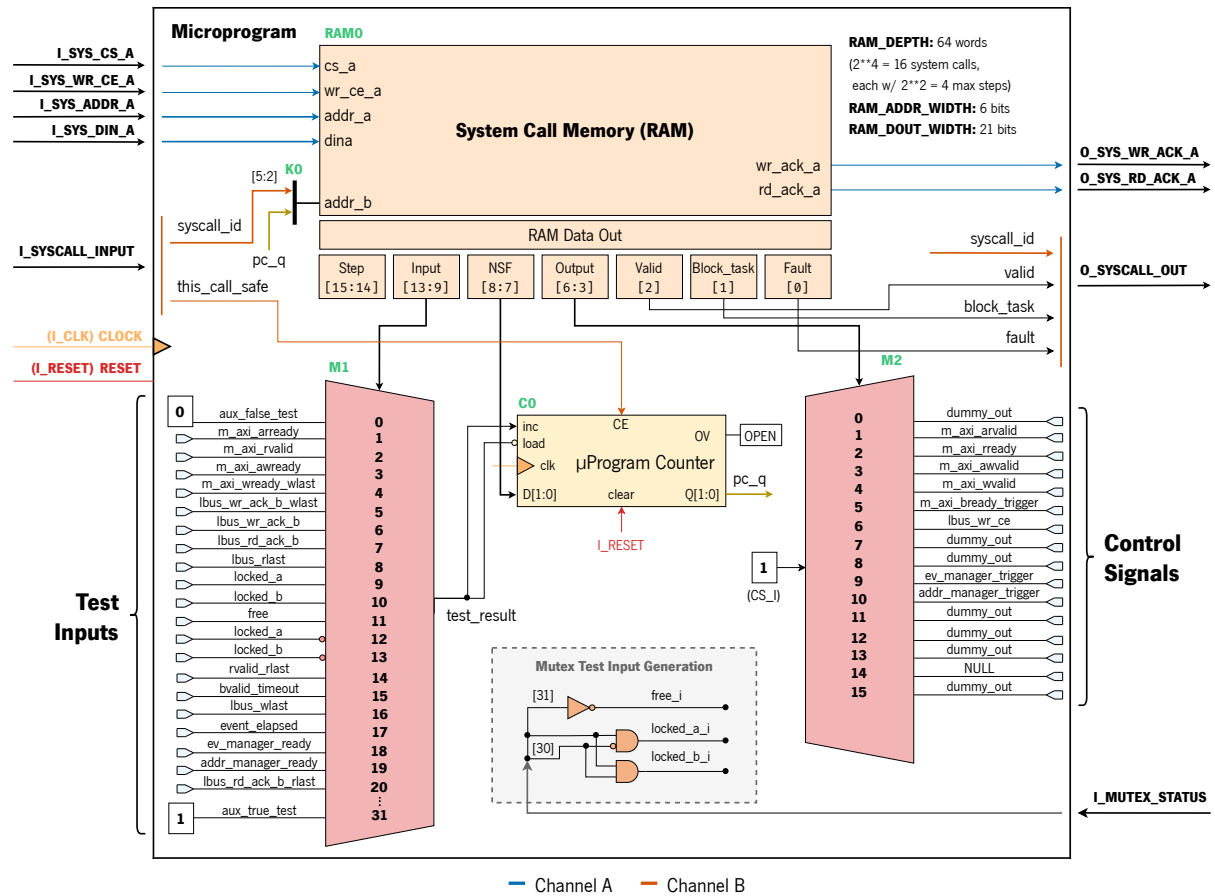 Microprogram
RAM0
I_SYS_CS_A
I_SYS_WR_CE_A
I_SYS_ADDR_A
I_SYS_DIN_A
cs_a
wr_ce_a
addr_a
dina
System Call Memory (RAM)
wr_ack_a
rd_ack_a
addr_b
RAM_DEPTH: 64 words
(2**4 = 16 system calls,
each w/ 2**2 = 4 max steps)
RAM_ADDR_WIDTH: 6 bits
RAM_DOUT_WIDTH: 21 bits
O_SYS_WR_ACK_A
O_SYS_RD_ACK_A
[5:2]
K0
syscall_id
pc_q
I_SYSCALL_INPUT
this_call_safe
RAM Data Out
Step
[15:14]
Input
[13:9]
NSF
[8:7]
Output
[6:3]
Valid
[2]
Block_task
[1]
Fault
[0]
syscall_id
valid
block_task
fault
O_SYSCALL_OUT
(I_CLK) CLOCK
(I_RESET) RESET
M1
Test
Inputs
0
aux_false_test
0
m_axi_arready
1
m_axi_rvalid
2
m_axi_awready
3
m_axi_wready_wlast
4
lbus_wr_ack_b_wlast
5
lbus_wr_ack_b
6
lbus_rd_ack_b
7
lbus_rlast
8
locked_a
9
locked_b
10
free
11
locked_a
12
locked_b
13
rvalid_rlast
14
bvalid_timeout
15
lbus_wlast
16
event_elapsed
17
ev_manager_ready
18
addr_manager_ready
19
lbus_rd_ack_b_rlast
20
1
aux_true_test
31
test_result
C0
inc
load
clk
D[1:0]
CE
µProgram Counter
clear
OV
Q[1:0]
OPEN
pc_q
I_RESET
1
(CS_I)
M2
0
dummy_out
1
m_axi_arvalid
2
m_axi_rready
3
m_axi_awvalid
4
m_axi_wvalid
5
m_axi_bready_trigger
6
lbus_wr_ce
7
dummy_out
8
dummy_out
9
ev_manager_trigger
10
addr_manager_trigger
11
dummy_out
12
dummy_out
13
dummy_out
14
NULL
15
dummy_out
Control
Signals
Mutex Test Input Generation
[31]
free_i
[30]
locked_a_i
locked_b_i
I_MUTEX_STATUS
Channel A
Channel B